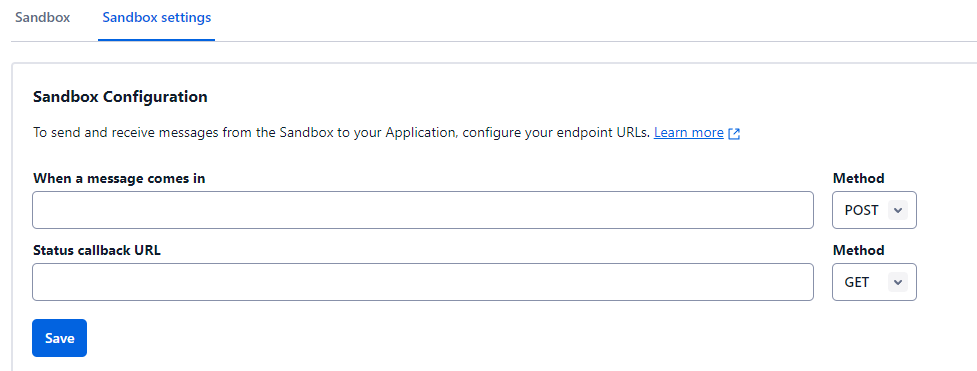 Sandbox Sandbox settings
Sandbox Configuration
To send and receive messages from the Sandbox to your Application, configure your endpoint URLs. Learn more
When a message comes in Method
POST
Status callback URL Method
GET
Save